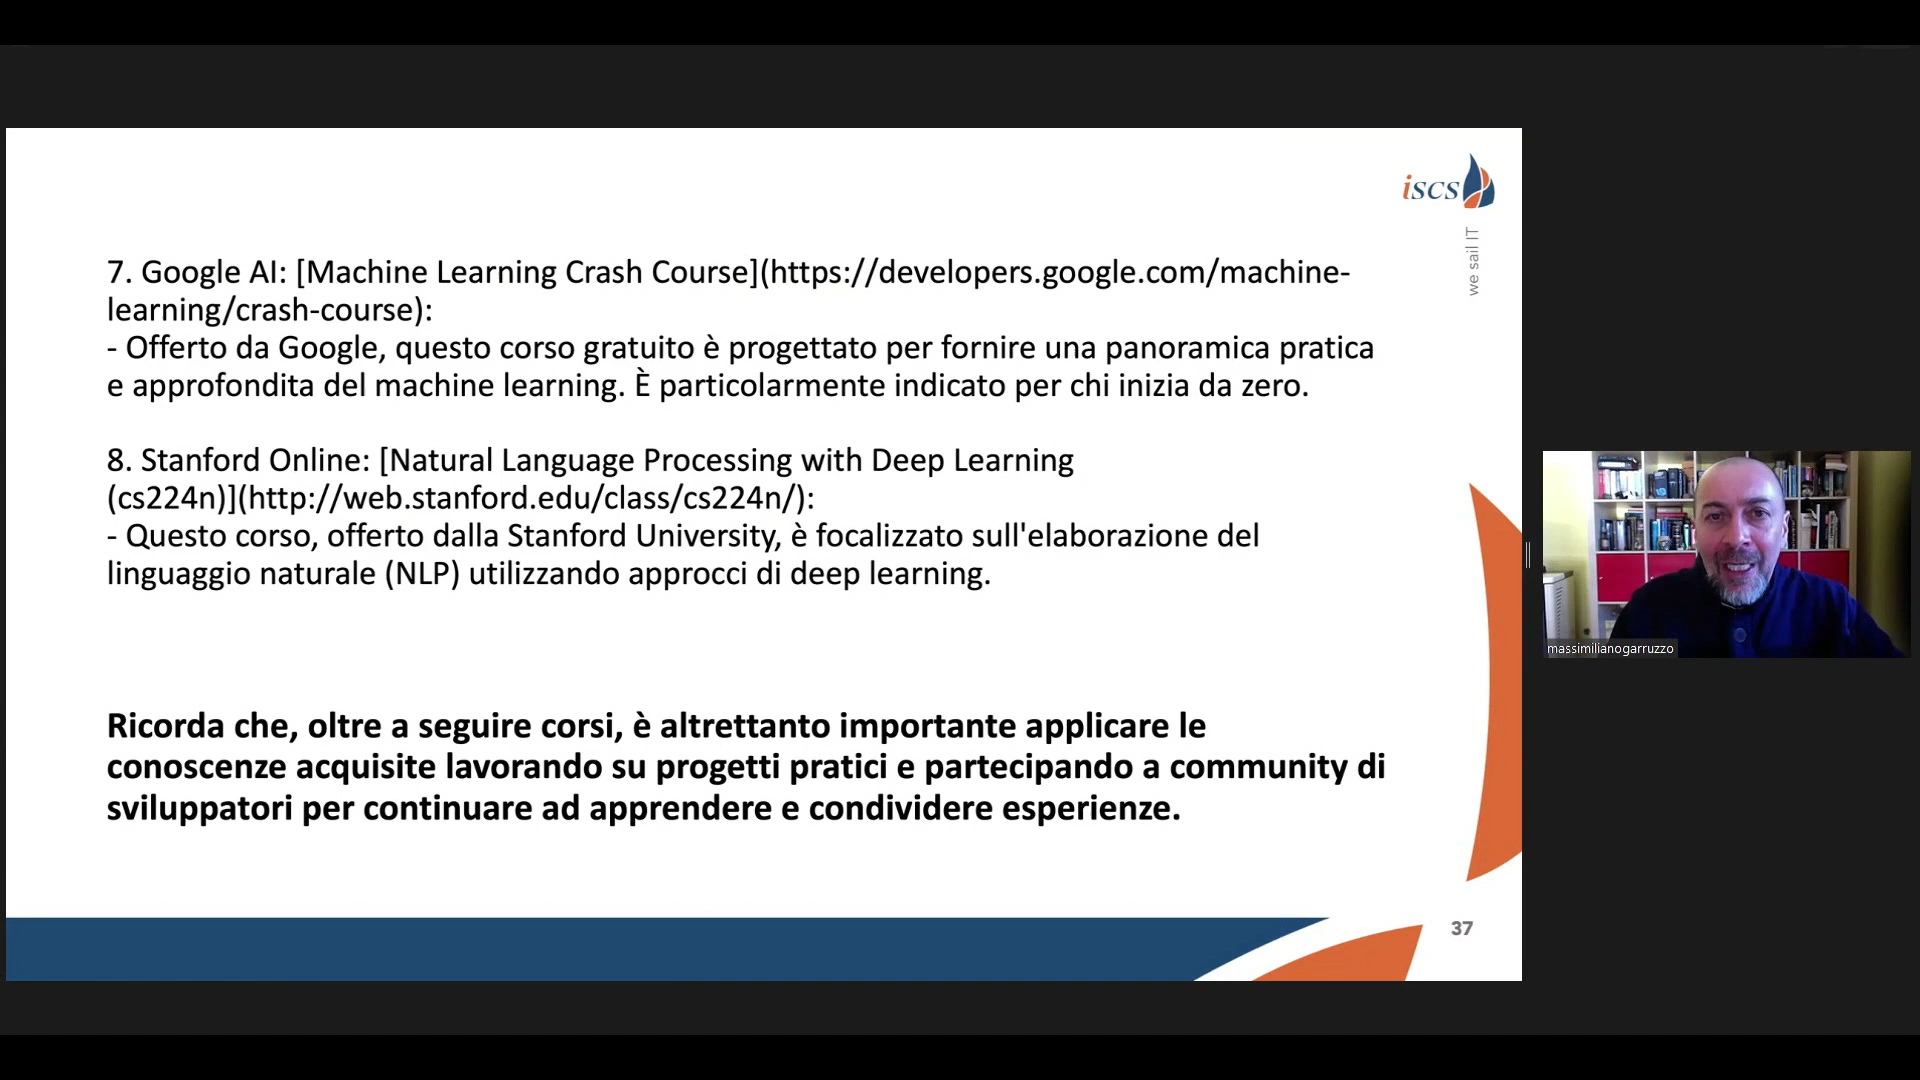 iscs
we sail IT
7. Google AI: [Machine Learning Crash Course](https://developers.google.com/machine-
learning/crash-course):
- Offerto da Google, questo corso gratuito è progettato per fornire una panoramica pratica
e approfondita del machine learning. È particolarmente indicato per chi inizia da zero.
8. Stanford Online: [Natural Language Processing with Deep Learning
(cs224n)](http://web.stanford.edu/class/cs224n/):
- Questo corso, offerto dalla Stanford University, è focalizzato sull'elaborazione del
linguaggio naturale (NLP) utilizzando approcci di deep learning.
Ricorda che, oltre a seguire corsi, è altrettanto importante applicare le
conoscenze acquisite lavorando su progetti pratici e partecipando a community di
sviluppatori per continuare ad apprendere e condividere esperienze.
37
massimilianogarruzzo